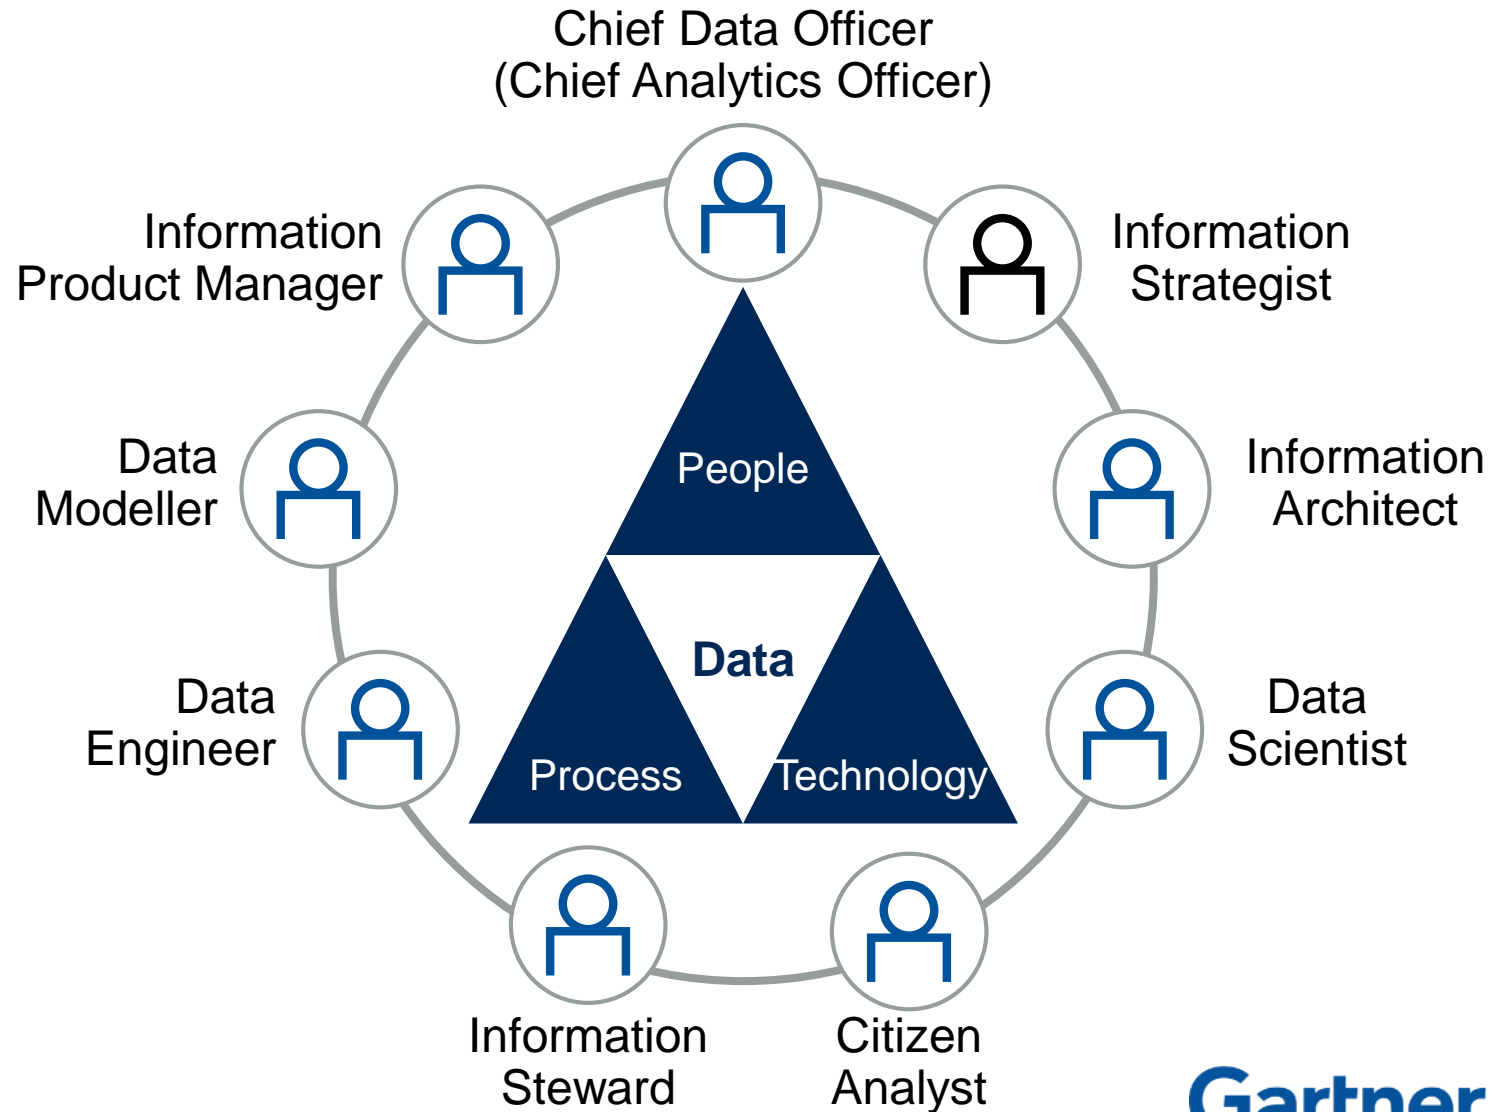 Chief Data Officer
(Chief Analytics Officer)
Information
Product Manager
Information
Strategist
Data
Modeller
People
Information
Architect
Data
Engineer
Data
Data
Scientist
Process
Technology
Information
Steward
Citizen
Analyst
Gartner